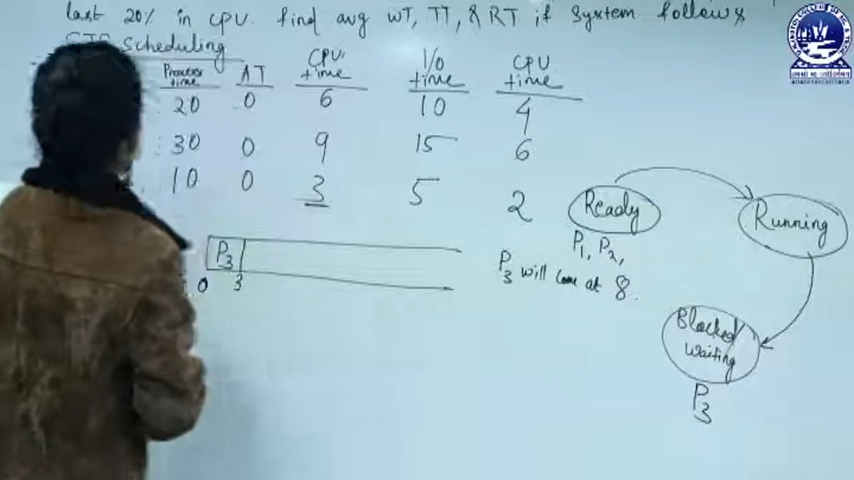 last 20% in CPU. find avg WT, TT, & RT if system follows
Scheduling
Process time AT CPU time I/O time CPU time
20 0 6 10 4
30 0 9 15 6
10 0 3 5 2
Ready
Running
P1, P2,
P3
0 3
P3 will come at 8.
Blocked/
waiting
P3